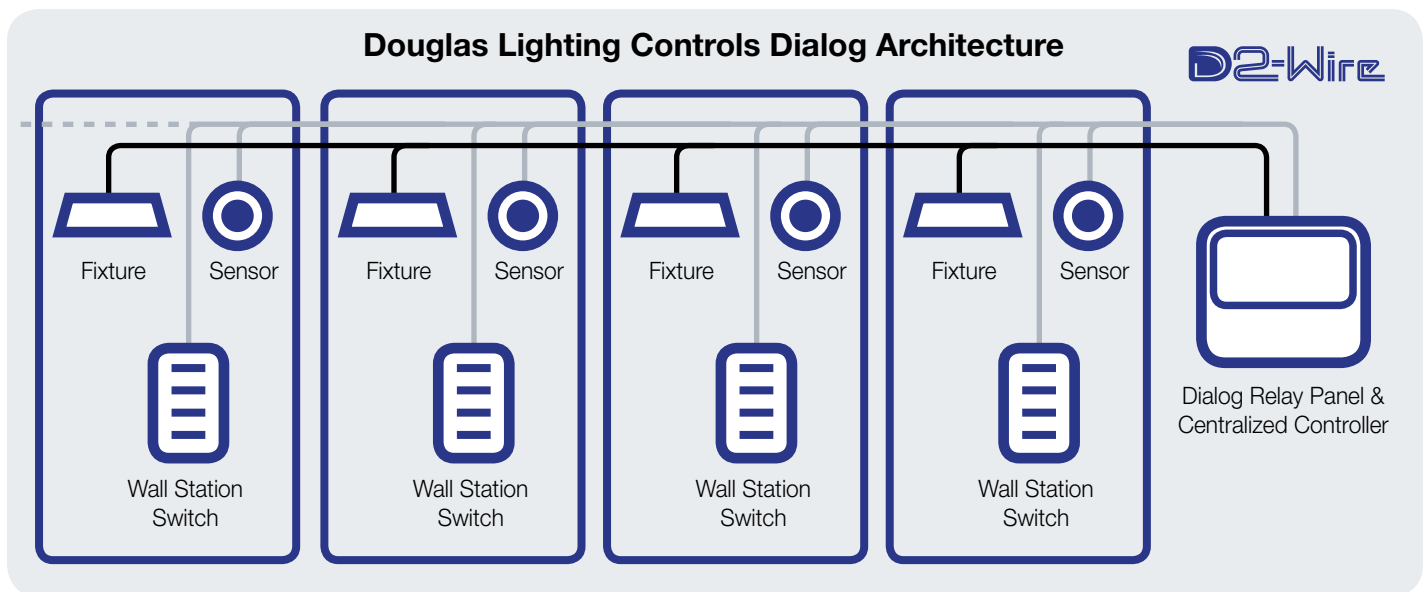 Douglas Lighting Controls Dialog Architecture
D2-Wire
Fixture Sensor Fixture Sensor Fixture Sensor Fixture Sensor
Dialog Relay Panel &
Centralized Controller
Wall Station Wall Station Wall Station Wall Station
Switch Switch Switch Switch